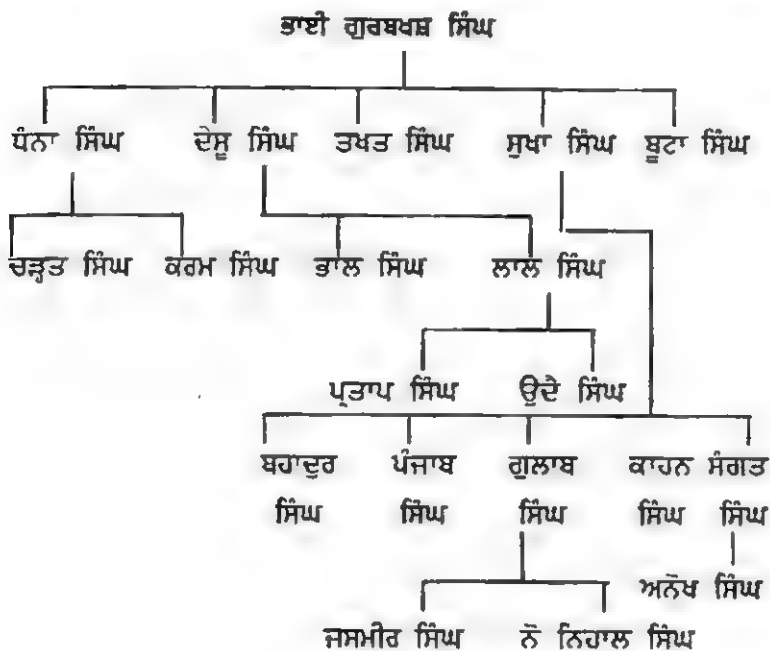 ਭਾਈ ਗੁਰਬਖਸ਼ ਸਿੰਘ
ਧੰਨਾ ਸਿੰਘ ਦੇਸੂ ਸਿੰਘ ਤਖਤ ਸਿੰਘ ਸੁਖਾ ਸਿੰਘ ਬੂਟਾ ਸਿੰਘ
ਚੜ੍ਹਤ ਸਿੰਘ ਕਰਮ ਸਿੰਘ ਭਾਲ ਸਿੰਘ ਲਾਲ ਸਿੰਘ
ਪ੍ਰਤਾਪ ਸਿੰਘ ਉਦੈ ਸਿੰਘ
ਬਹਾਦੁਰ ਪੰਜਾਬ ਗੁਲਾਬ ਕਾਹਨ ਸੰਗਤ
ਸਿੰਘ ਸਿੰਘ ਸਿੰਘ ਸਿੰਘ ਸਿੰਘ
ਅਨੋਖ ਸਿੰਘ
ਜਸਮੀਰ ਸਿੰਘ ਨੌ ਨਿਹਾਲ ਸਿੰਘ